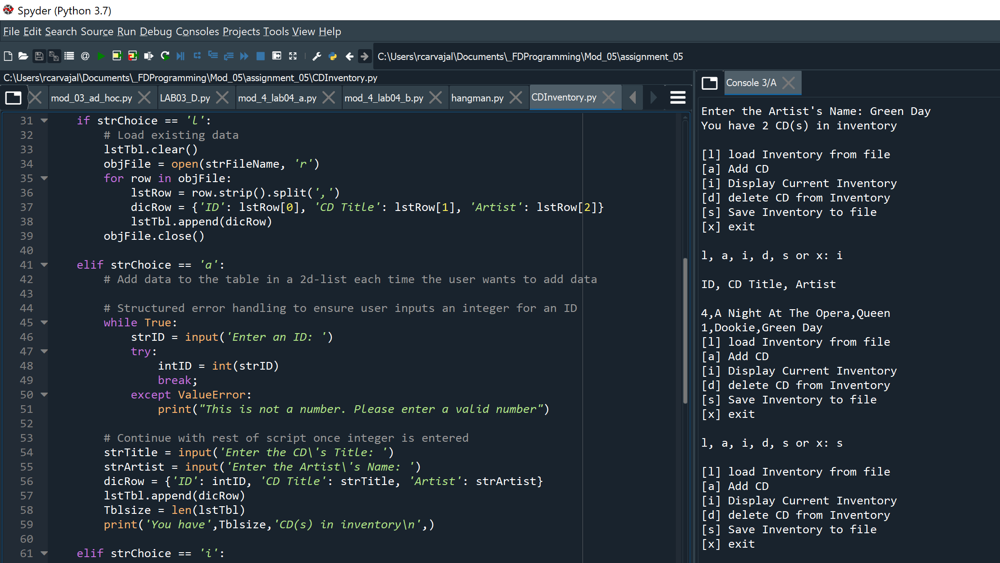 Spyder (Python 3.7)
File Edit Search Source Run Debug Consoles Projects Tools View Help
C:\Users\rcarvajal\Documents\_FDProgramming\Mod_05\assignment_05
C:\Users\rcarvajal\Documents\_FDProgramming\Mod_05\assignment_05\CDInventory.py
mod_03_ad_hoc.py LAB03_D.py mod_4_lab04_a.py mod_4_lab04_b.py hangman.py CDInventory.py
31     if strChoice == 'l':
32         # Load existing data
33         lstTbl.clear()
34         objFile = open(strFileName, 'r')
35         for row in objFile:
36             lstRow = row.strip().split(',')
37             dicRow = {'ID': lstRow[0], 'CD Title': lstRow[1], 'Artist': lstRow[2]}
38             lstTbl.append(dicRow)
39         objFile.close()
40
41     elif strChoice == 'a':
42         # Add data to the table in a 2d-list each time the user wants to add data
43
44         # Structured error handling to ensure user inputs an integer for an ID
45         while True:
46             strID = input('Enter an ID: ')
47             try:
48                 intID = int(strID)
49                 break;
50             except ValueError:
51                 print("This is not a number. Please enter a valid number")
52
53         # Continue with rest of script once integer is entered
54         strTitle = input('Enter the CD\'s Title: ')
55         strArtist = input('Enter the Artist\'s Name: ')
56         dicRow = {'ID': intID, 'CD Title': strTitle, 'Artist': strArtist}
57         lstTbl.append(dicRow)
58         Tblsize = len(lstTbl)
59         print('You have',Tblsize,'CD(s) in inventory\n',)
60
61     elif strChoice == 'i':
Console 3/A
Enter the Artist's Name: Green Day
You have 2 CD(s) in inventory
[l] load Inventory from file
[a] Add CD
[i] Display Current Inventory
[d] delete CD from Inventory
[s] Save Inventory to file
[x] exit
l, a, i, d, s or x: i
ID, CD Title, Artist
4,A Night At The Opera,Queen
1,Dookie,Green Day
[l] load Inventory from file
[a] Add CD
[i] Display Current Inventory
[d] delete CD from Inventory
[s] Save Inventory to file
[x] exit
l, a, i, d, s or x: s
[l] load Inventory from file
[a] Add CD
[i] Display Current Inventory
[d] delete CD from Inventory
[s] Save Inventory to file
[x] exit